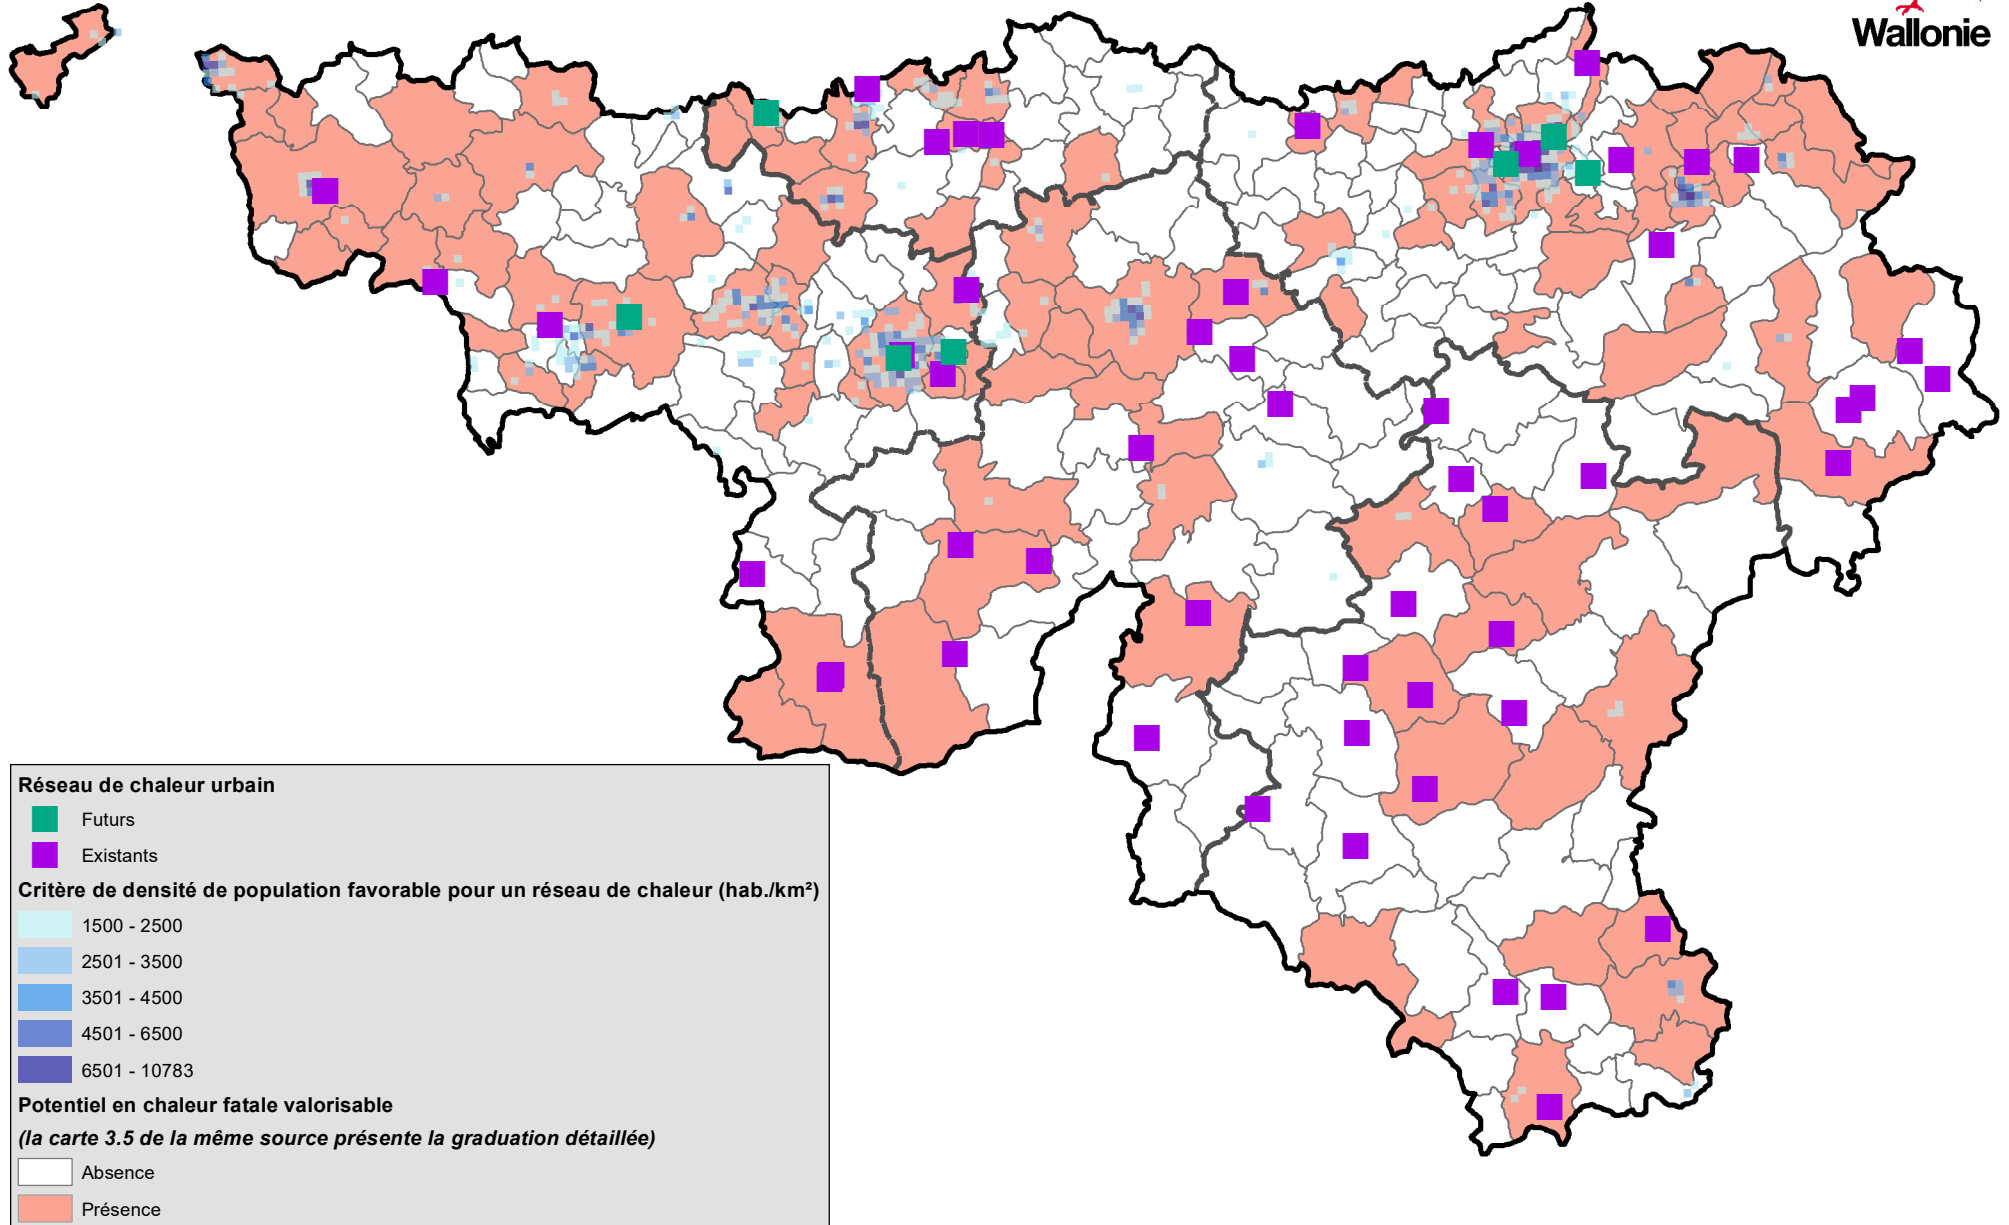 Wallonie
Réseau de chaleur urbain
Futurs
Existants
Critère de densité de population favorable pour un réseau de chaleur (hab./km²)
1500 - 2500
2501 - 3500
3501 - 4500
4501 - 6500
6501 - 10783
Potentiel en chaleur fatale valorisable
(la carte 3.5 de la même source présente la graduation détaillée)
Absence
Présence